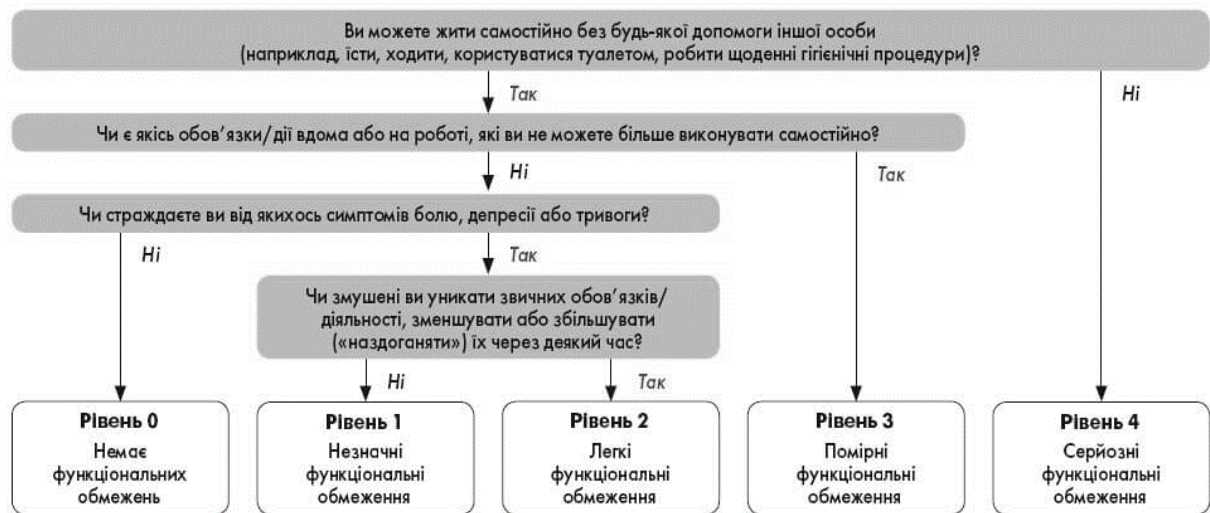 Ви можете жити самостійно без будь-якої допомоги іншої особи
(наприклад, їсти, ходити, користуватися туалетом, робити щоденні гігієнічні процедури)?
Так
Ні
Чи є якісь обов’язки/дії вдома або на роботі, які ви не можете більше виконувати самостійно?
Ні
Так
Чи страждаєте ви від якихось симптомів болю, депресії або тривоги?
Ні
Так
Чи змушені ви уникати звичних обов’язків/
діяльності, зменшувати або збільшувати
(«наздоганяти») їх через деякий час?
Ні
Так
Рівень 0
Немає
функціональних
обмежень
Рівень 1
Незначні
функціональні
обмеження
Рівень 2
Легкі
функціональні
обмеження
Рівень 3
Помірні
функціональні
обмеження
Рівень 4
Серйозні
функціональні
обмеження